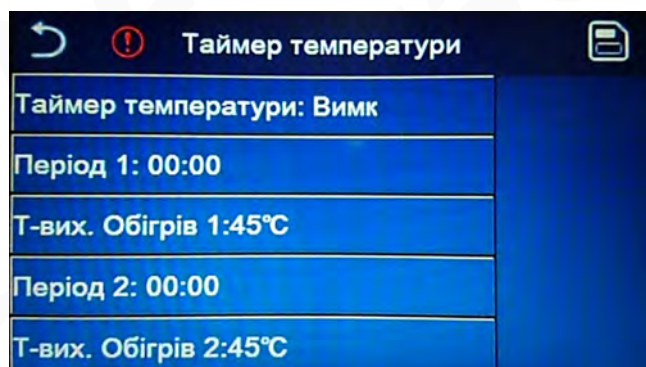 Таймер температури
Таймер температури: Вимк
Період 1: 00:00
Т-вих. Обігрів 1:45℃
Період 2: 00:00
Т-вих. Обігрів 2:45℃